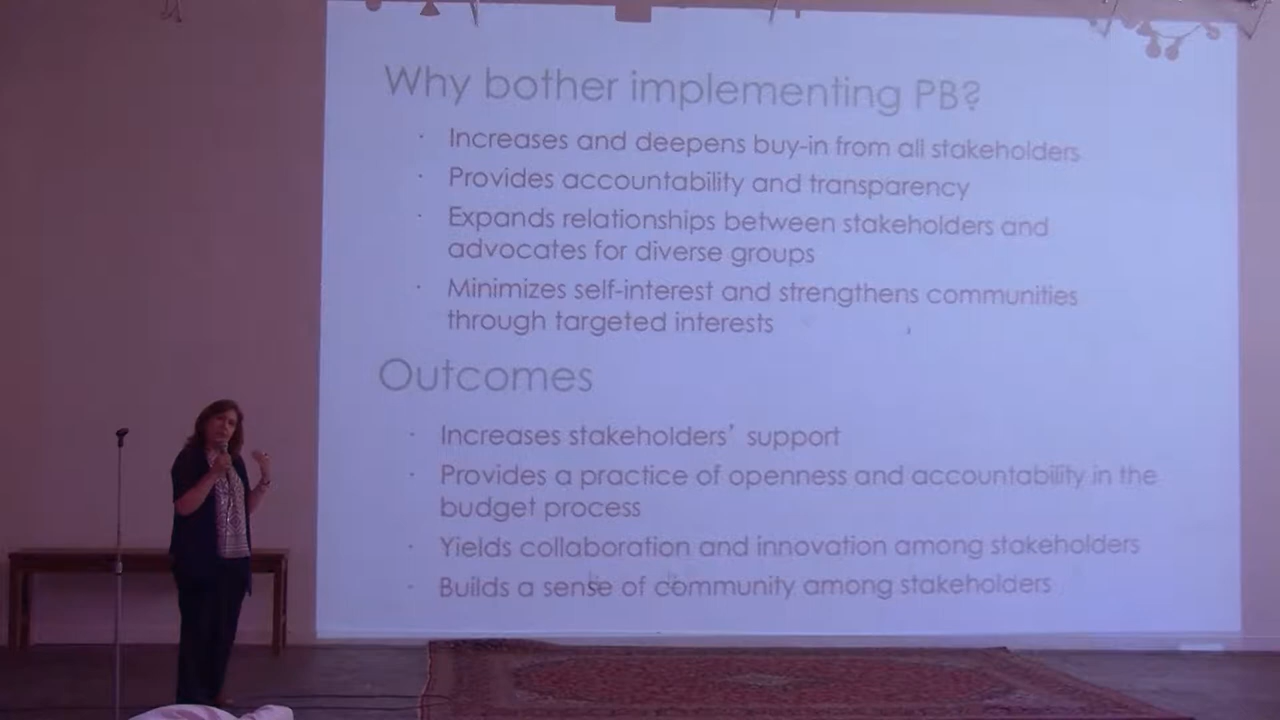 Why bother implementing PB?
· Increases and deepens buy-in from all stakeholders
· Provides accountability and transparency
· Expands relationships between stakeholders and
advocates for diverse groups
· Minimizes self-interest and strengthens communities
through targeted interests
Outcomes
· Increases stakeholders' support
· Provides a practice of openness and accountability in the
budget process
· Yields collaboration and innovation among stakeholders
· Builds a sense of community among stakeholders